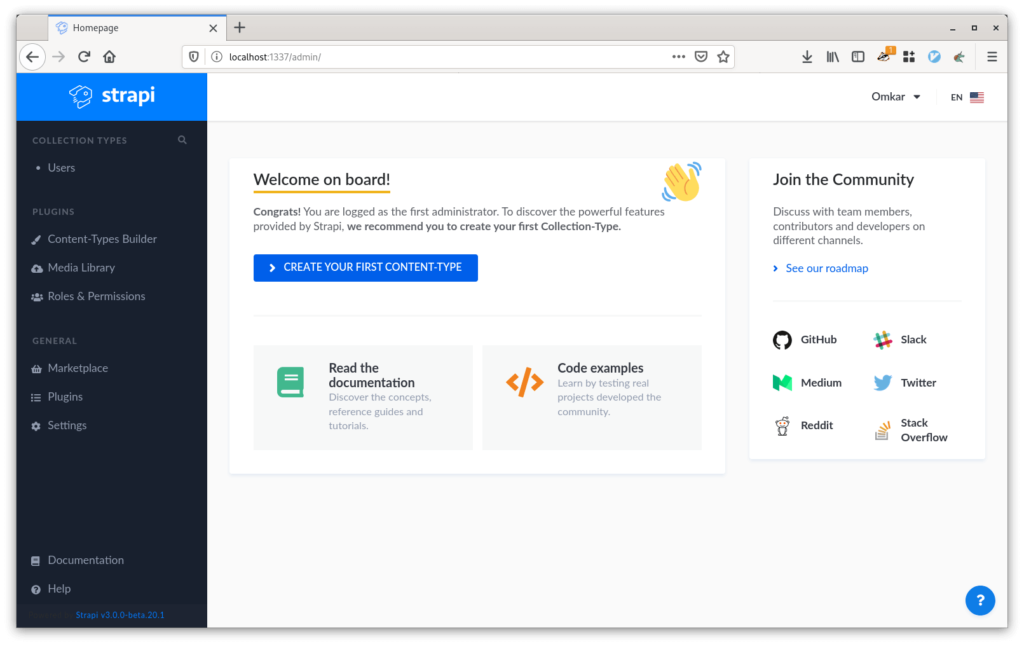 Homepage
localhost:1337/admin/
1
strapi
Omkar
EN
COLLECTION TYPES
Users
PLUGINS
Content-Types Builder
Media Library
Roles & Permissions
GENERAL
Marketplace
Plugins
Settings
Documentation
Help
Strapi v3.0.0-beta.20.1
Welcome on board!
Congrats! You are logged as the first administrator. To discover the powerful features
provided by Strapi, we recommend you to create your first Collection-Type.
CREATE YOUR FIRST CONTENT-TYPE
Read the
documentation
Discover the concepts,
reference guides and
tutorials.
Code examples
Learn by testing real
projects developed the
community.
Join the Community
Discuss with team members,
contributors and developers on
different channels.
See our roadmap
GitHub
Slack
Medium
Twitter
Reddit
Stack
Overflow
?